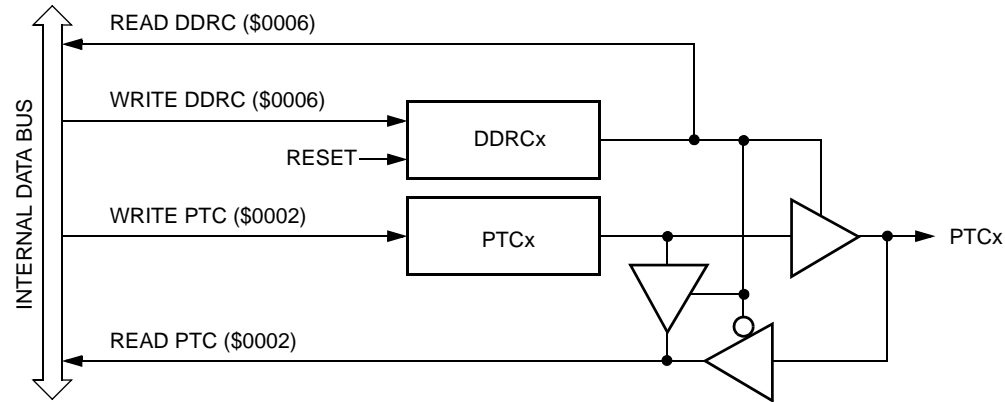 READ DDRC ($0006)
WRITE DDRC ($0006)
DDRCx
RESET
WRITE PTC ($0002)
PTCx
PTCx
READ PTC ($0002)
INTERNAL DATA BUS